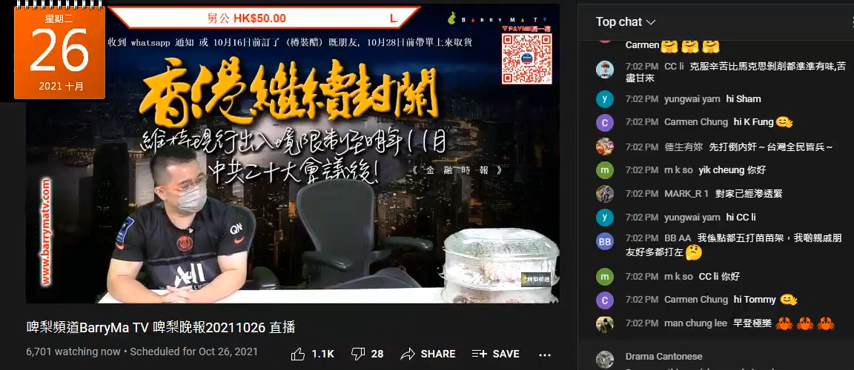 星期二
26
2021 十月
舅公 HK$50.00
L
BARRYMA TV
收到 whatsapp 通知 或 10月16日前訂了 (樽裝醋) 既朋友, 10月28日前帶單上來取貨
香港繼續封關
維持現行出入境限制至明年11月
中共二十大會議後!
《金融時報》
www.barrymatv.com
QN
啤梨頻道BarryMa TV 啤梨晚報20211026 直播
6,701 watching now • Scheduled for Oct 26, 2021
1.1K
28
SHARE
SAVE
Top chat
Carmen
7:02 PM CC li 克服辛苦比馬克思剝削都準準有味,苦盡甘來
7:02 PM yungwai yam hi Sham
7:02 PM Carmen Chung hi K Fung
7:02 PM 德生有妳 先打倒內奸~台灣全民皆兵~
7:02 PM m k so yik cheung 你好
7:02 PM MARK_R 1 對家已經滲透緊
7:02 PM yungwai yam hi CC li
7:02 PM BB AA 我係點都五打苗苗架，我啲親戚朋友好多都打左
7:02 PM m k so CC li 你好
7:02 PM Carmen Chung hi Tommy
7:02 PM man chung lee 早登極樂
Drama Cantonese